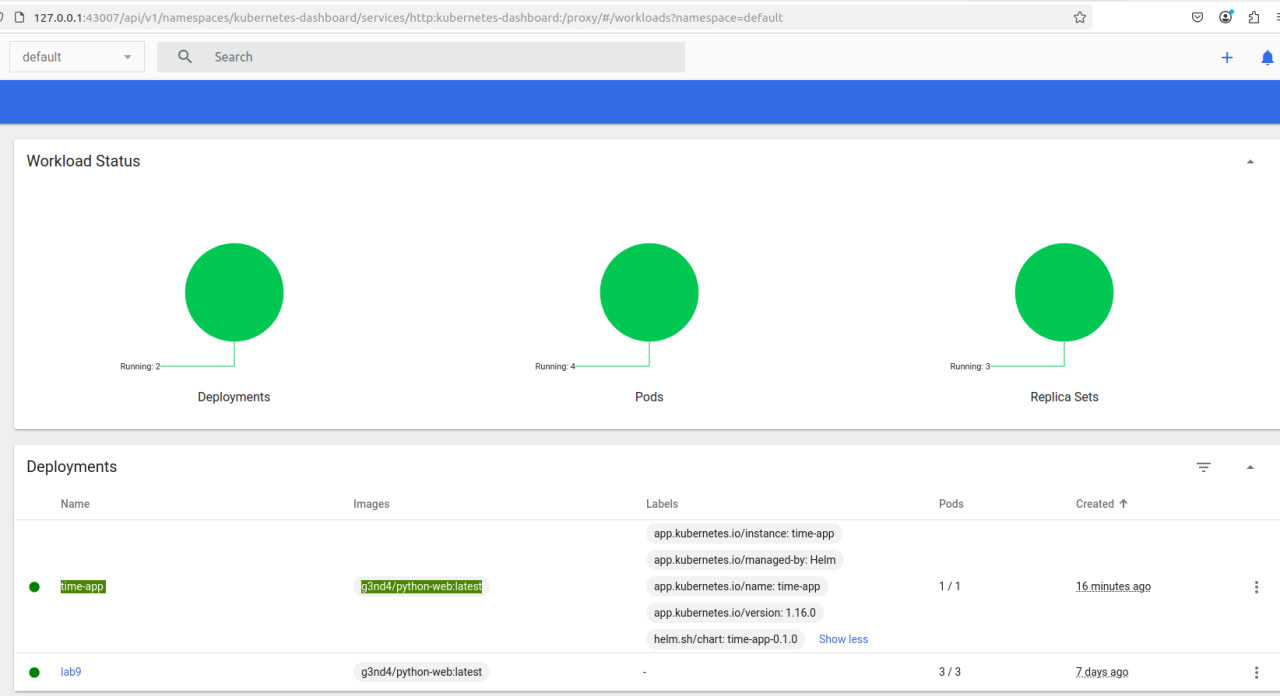 127.0.0.1:43007/api/v1/namespaces/kubernetes-dashboard/services/http:kubernetes-dashboard:/proxy/#/workloads?namespace=default
default Search
Workload Status
Running: 2 Running: 4 Running: 3
Deployments Pods Replica Sets
Deployments
Name Images Labels Pods Created
app.kubernetes.io/instance: time-app
app.kubernetes.io/managed-by: Helm
time-app g3nd4/python-web:latest app.kubernetes.io/name: time-app 1 / 1 16 minutes ago
app.kubernetes.io/version: 1.16.0
helm.sh/chart: time-app-0.1.0 Show less
lab9 g3nd4/python-web:latest - 3 / 3 7 days ago